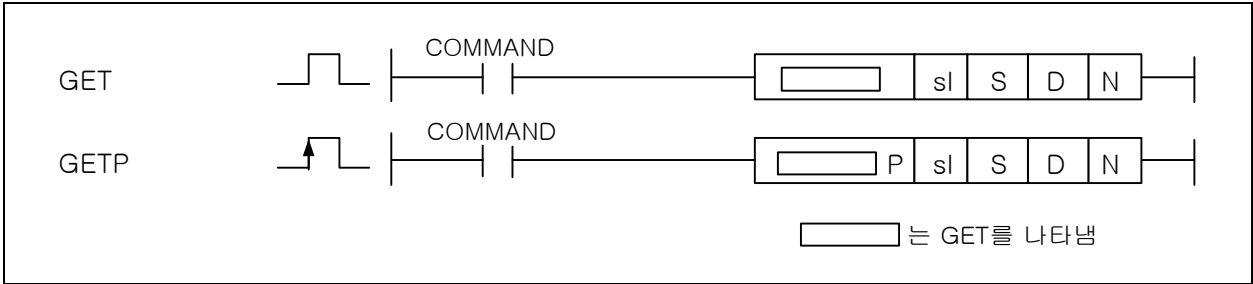 COMMAND
GET sl S D N
COMMAND
GETP P sl S D N
는 GET를 나타냄